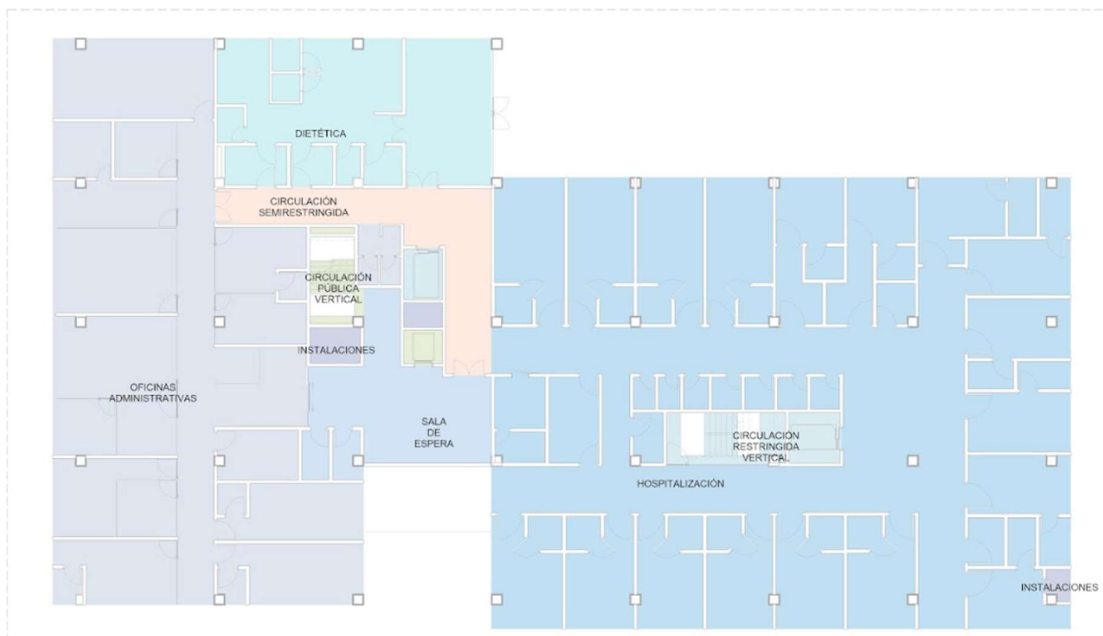 DIETÉTICA
CIRCULACIÓN
SEMIRESTRINGIDA
CIRCULACIÓN
PÚBLICA
VERTICAL
INSTALACIONES
OFICINAS
ADMINISTRATIVAS
SALA
DE
ESPERA
CIRCULACIÓN
RESTRINGIDA
VERTICAL
HOSPITALIZACIÓN
INSTALACIONES